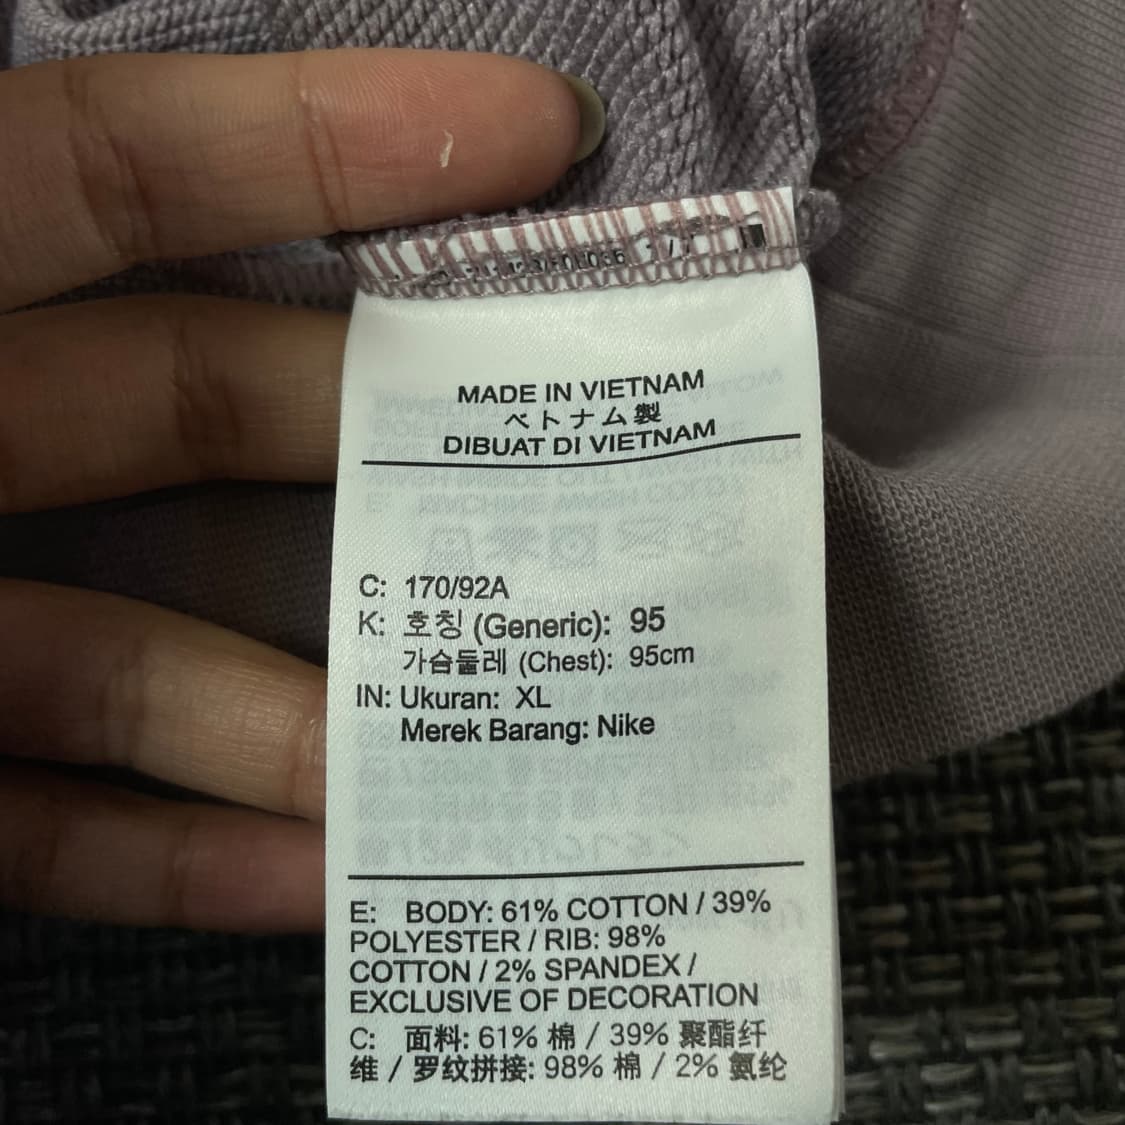 MADE IN VIETNAM
ベトナム製
DIBUAT DI VIETNAM
C: 170/92A
K: 호칭 (Generic): 95
가슴둘레 (Chest): 95cm
IN: Ukuran: XL
Merek Barang: Nike
E: BODY: 61% COTTON / 39%
POLYESTER / RIB: 98%
COTTON / 2% SPANDEX /
EXCLUSIVE OF DECORATION
C: 面料: 61% 棉 / 39% 聚酯纤
维 / 罗纹拼接: 98% 棉 / 2% 氨纶